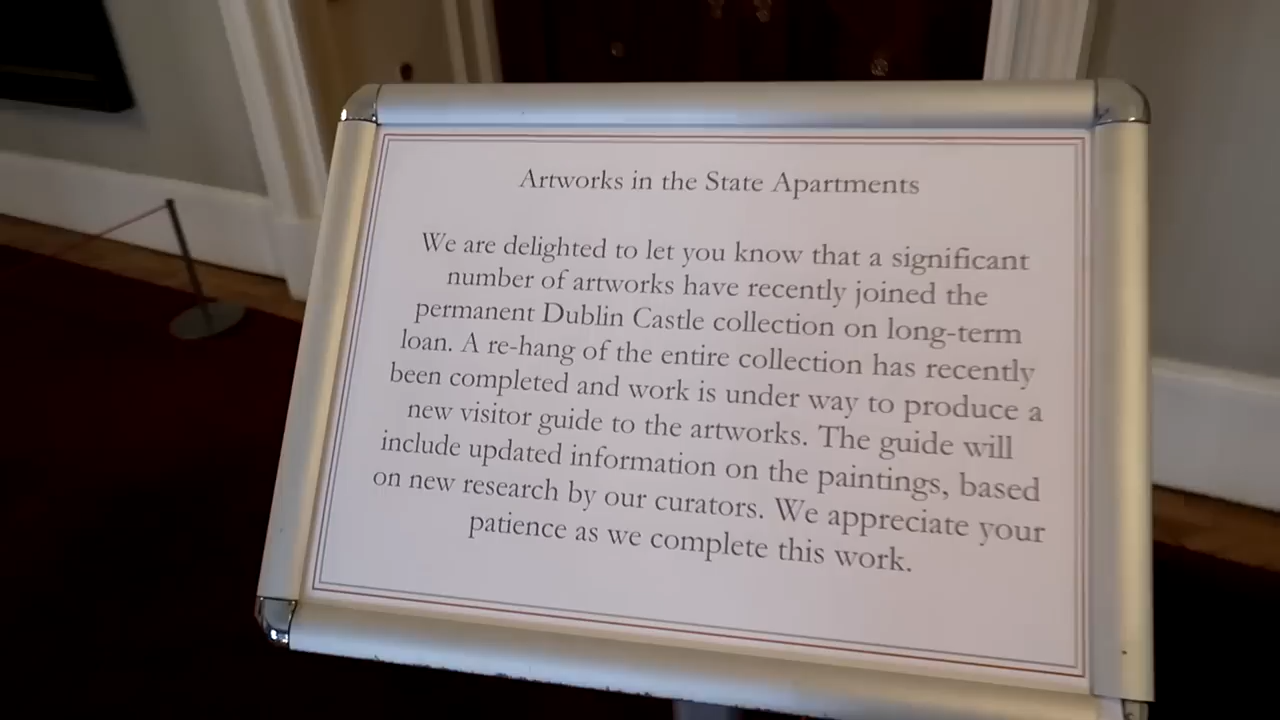 Artworks in the State Apartments
We are delighted to let you know that a significant
number of artworks have recently joined the
permanent Dublin Castle collection on long-term
loan. A re-hang of the entire collection has recently
been completed and work is under way to produce a
new visitor guide to the artworks. The guide will
include updated information on the paintings, based
on new research by our curators. We appreciate your
patience as we complete this work.